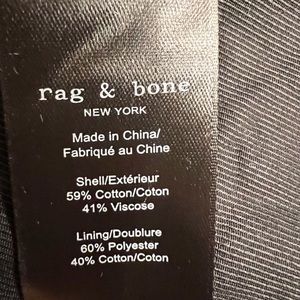 rag & bone
NEW YORK
Made in China/
Fabriqué au Chine
Shell/Extérieur
59% Cotton/Coton
41% Viscose
Lining/Doublure
60% Polyester
40% Cotton/Coton